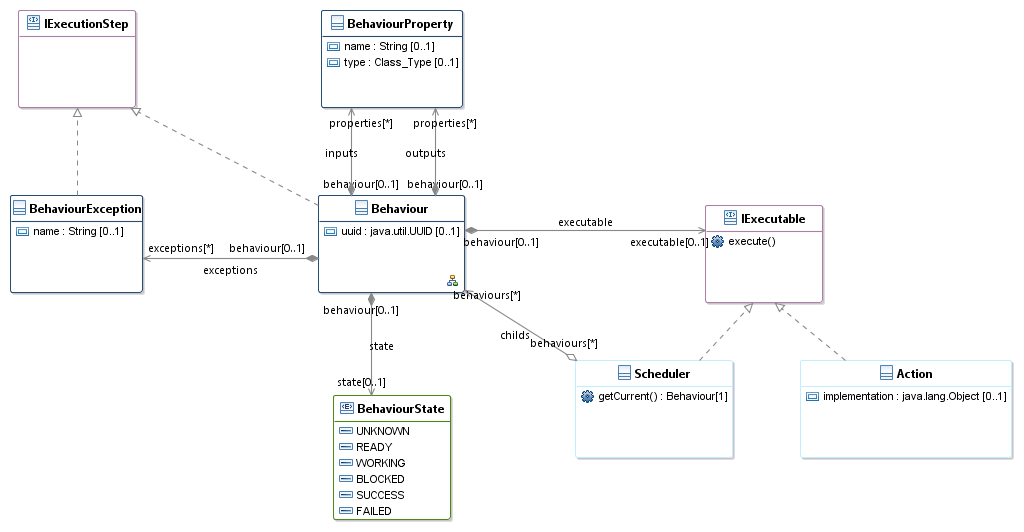 IExecutionStep
BehaviourProperty
name : String [0..1]
type : Class_Type [0..1]
properties[*]
properties[*]
inputs
outputs
behaviour[0..1]
behaviour[0..1]
BehaviourException
name : String [0..1]
Behaviour
uuid : java.util.UUID [0..1]
IExecutable
execute()
executable
behaviour[0..1]
executable[0..1]
exceptions[*]
behaviour[0..1]
exceptions
behaviours[*]
behaviour[0..1]
childs
behaviours[*]
state
state[0..1]
Scheduler
getCurrent() : Behaviour[1]
Action
implementation : java.lang.Object [0..1]
BehaviourState
UNKNOWN
READY
WORKING
BLOCKED
SUCCESS
FAILED